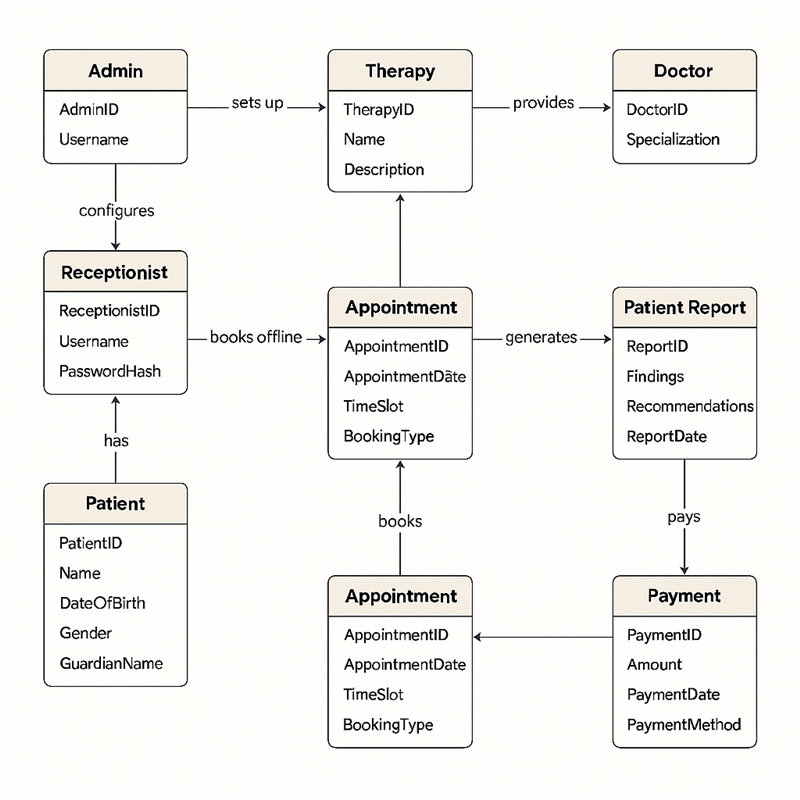 Admin
AdminID
Username
sets up
Therapy
TherapyID
Name
Description
provides
Doctor
DoctorID
Specialization
configures
Receptionist
ReceptionistID
Username
PasswordHash
books offline
Appointment
AppointmentID
AppointmentDate
TimeSlot
BookingType
generates
Patient Report
ReportID
Findings
Recommendations
ReportDate
has
books
pays
Patient
PatientID
Name
DateOfBirth
Gender
GuardianName
Appointment
AppointmentID
AppointmentDate
TimeSlot
BookingType
Payment
PaymentID
Amount
PaymentDate
PaymentMethod